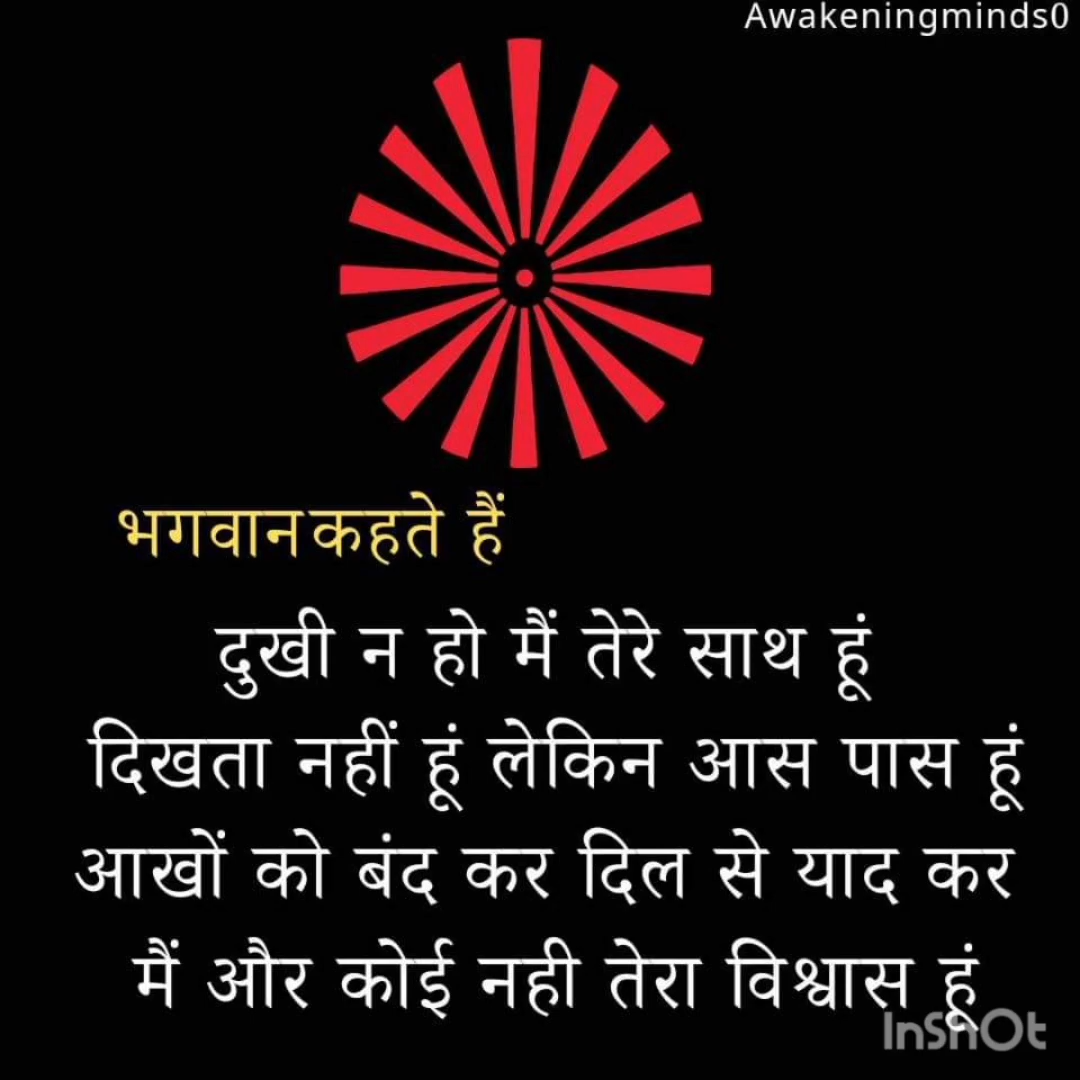 Awakeningminds0
भगवान कहते हैं
दुखी न हो मैं तेरे साथ हूं
दिखता नहीं हूं लेकिन आस पास हूं
आखों को बंद कर दिल से याद कर
मैं और कोई नही तेरा विश्वास हूं
InShOt